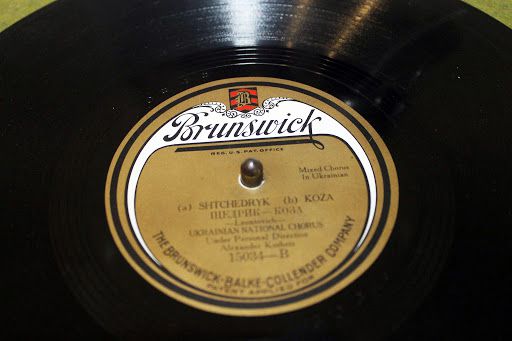 B
Brunswick
REG. U.S. PAT. OFFICE
Mixed Chorus
In Ukrainian
(a) SHTCHEDRYK (b) KOZA
ЩЕДРИК—КОЗА
—Leontovich—
UKRAINIAN NATIONAL CHORUS
Under Personal Direction
Alexander Koshetz
15034—B
THE BRUNSWICK-BALKE-COLLENDER COMPANY
PATENT APPLIED FOR